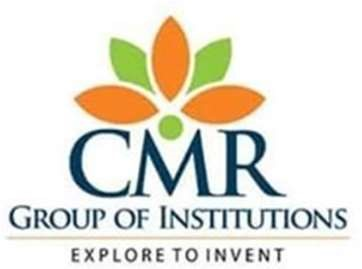 CMR
GROUP OF INSTITUTIONS
EXPLORE TO INVENT